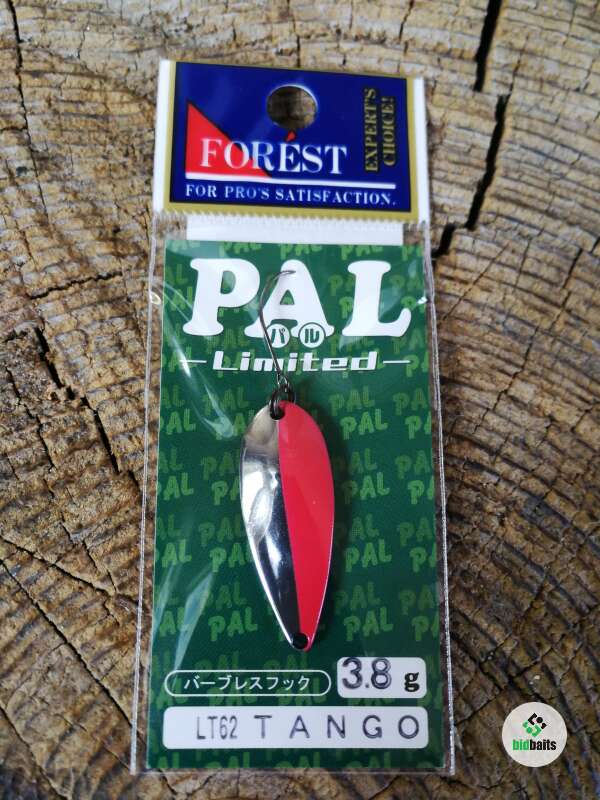 FORÉST
FOR PRO'S SATISFACTION.
EXPERT'S
CHOICE!
PAL
パル
Limited
バーブレスフック
3.8 g
LT62 TANGO
bidbaits